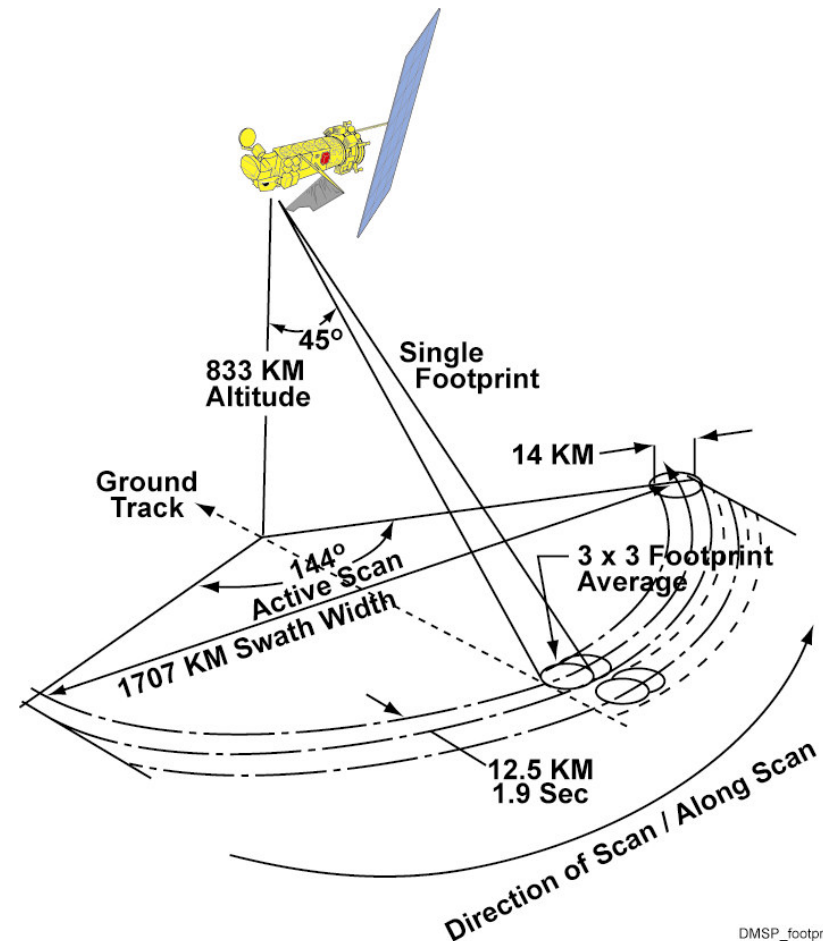 45°
833 KM
Altitude
Single
Footprint
14 KM
Ground
Track
144°
Active Scan
1707 KM Swath Width
3 x 3 Footprint
Average
12.5 KM
1.9 Sec
Direction of Scan / Along Scan
DMSP_footpr